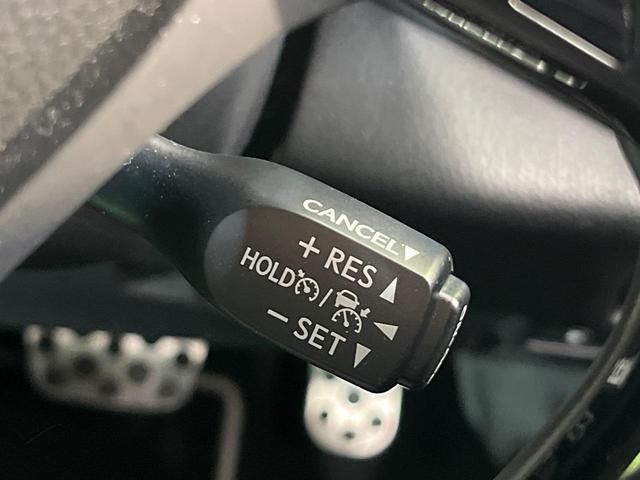 CANCEL▼
+ RES ▲
HOLD / ◀
− SET ▼